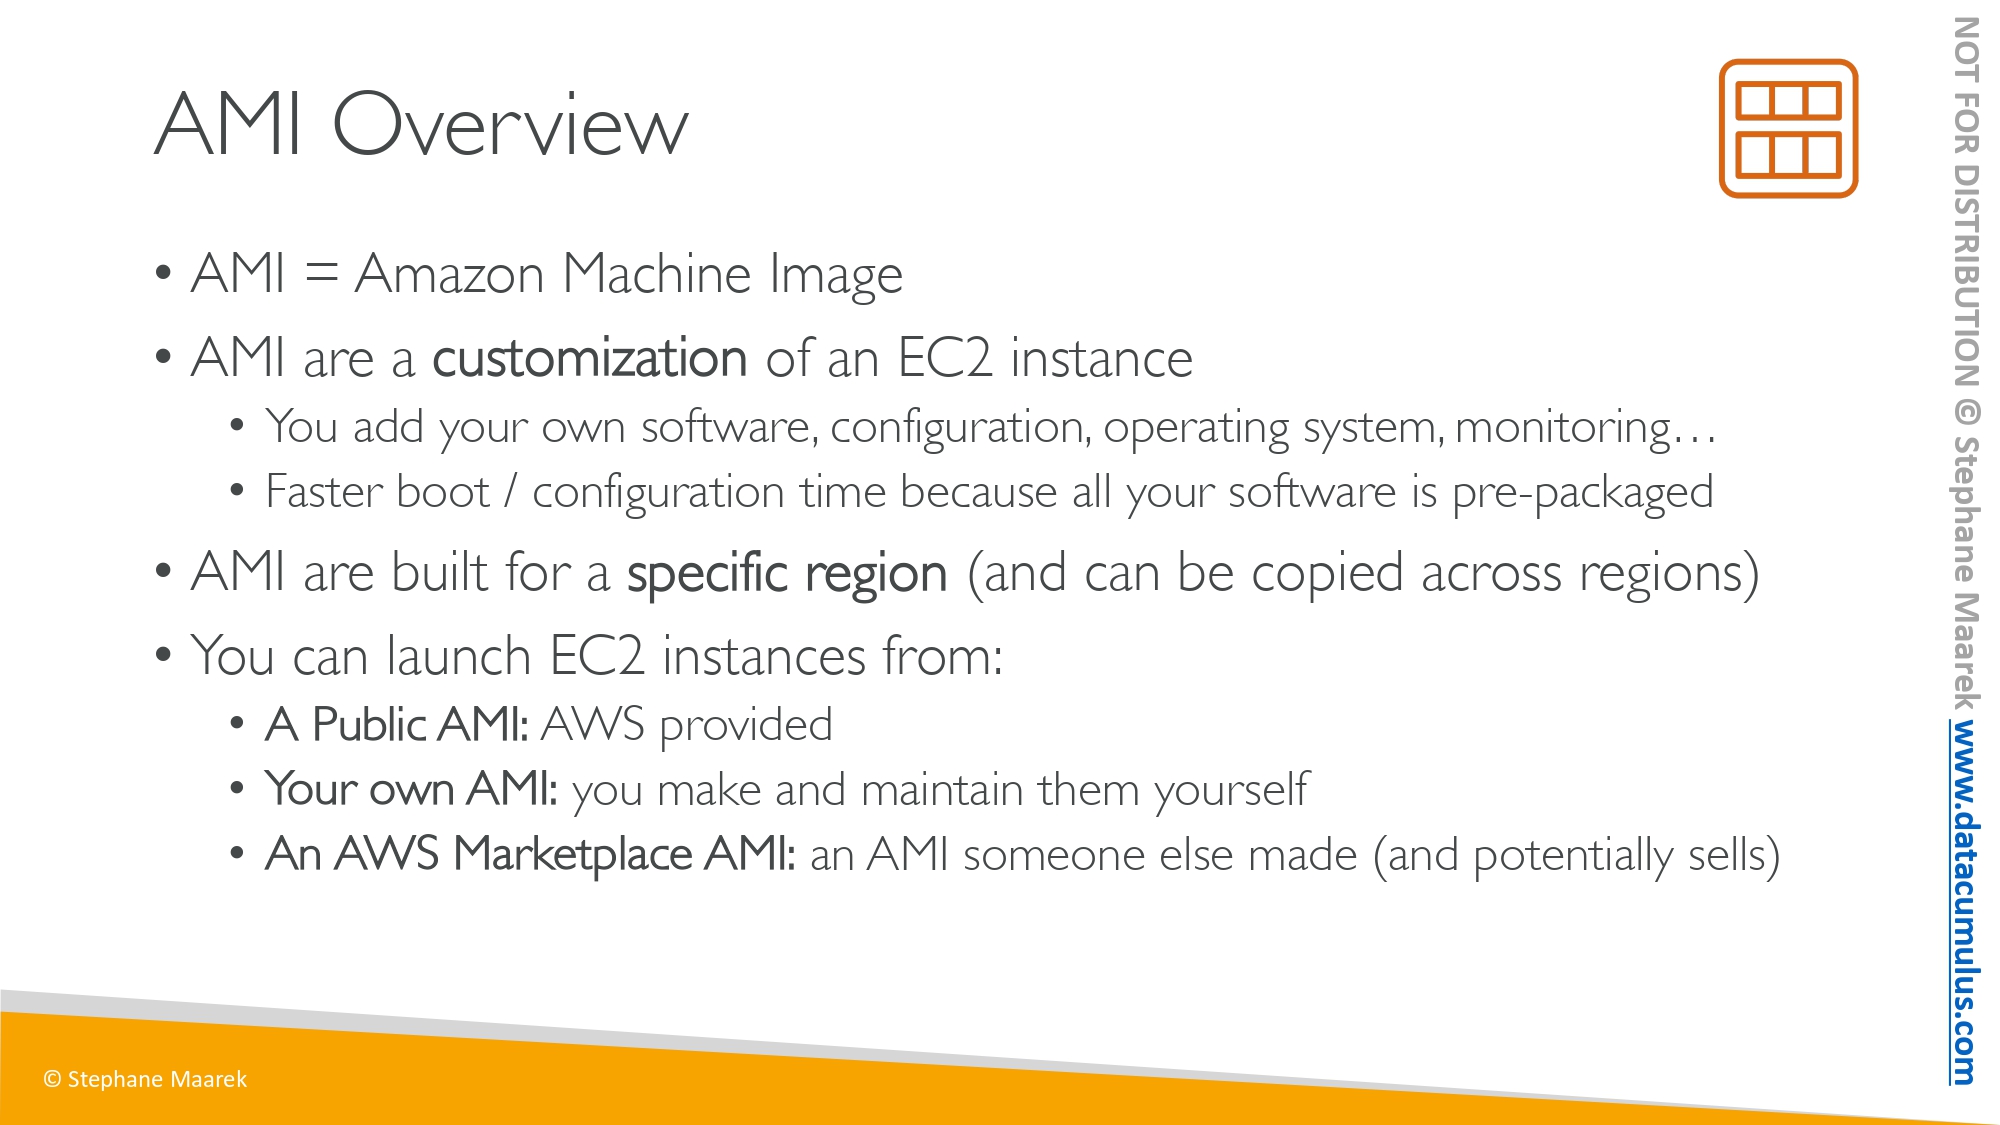 AMI Overview
• AMI = Amazon Machine Image
• AMI are a customization of an EC2 instance
• You add your own software, configuration, operating system, monitoring…
• Faster boot / configuration time because all your software is pre-packaged
• AMI are built for a specific region (and can be copied across regions)
• You can launch EC2 instances from:
• A Public AMI: AWS provided
• Your own AMI: you make and maintain them yourself
• An AWS Marketplace AMI: an AMI someone else made (and potentially sells)
© Stephane Maarek
NOT FOR DISTRIBUTION © Stephane Maarek www.datacumulus.com